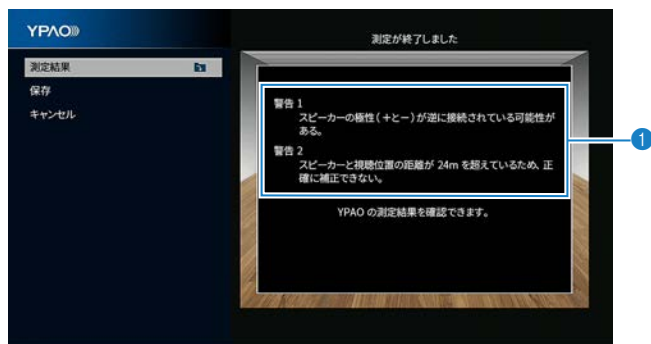 YPAO
測定が終了しました
測定結果
保存
キャンセル
警告 1
スピーカーの極性(+とー)が逆に接続されている可能性が
ある。
警告 2
スピーカーと視聴位置の距離が 24m を超えているため、正
確に補正できない。
1
YPAO の測定結果を確認できます。